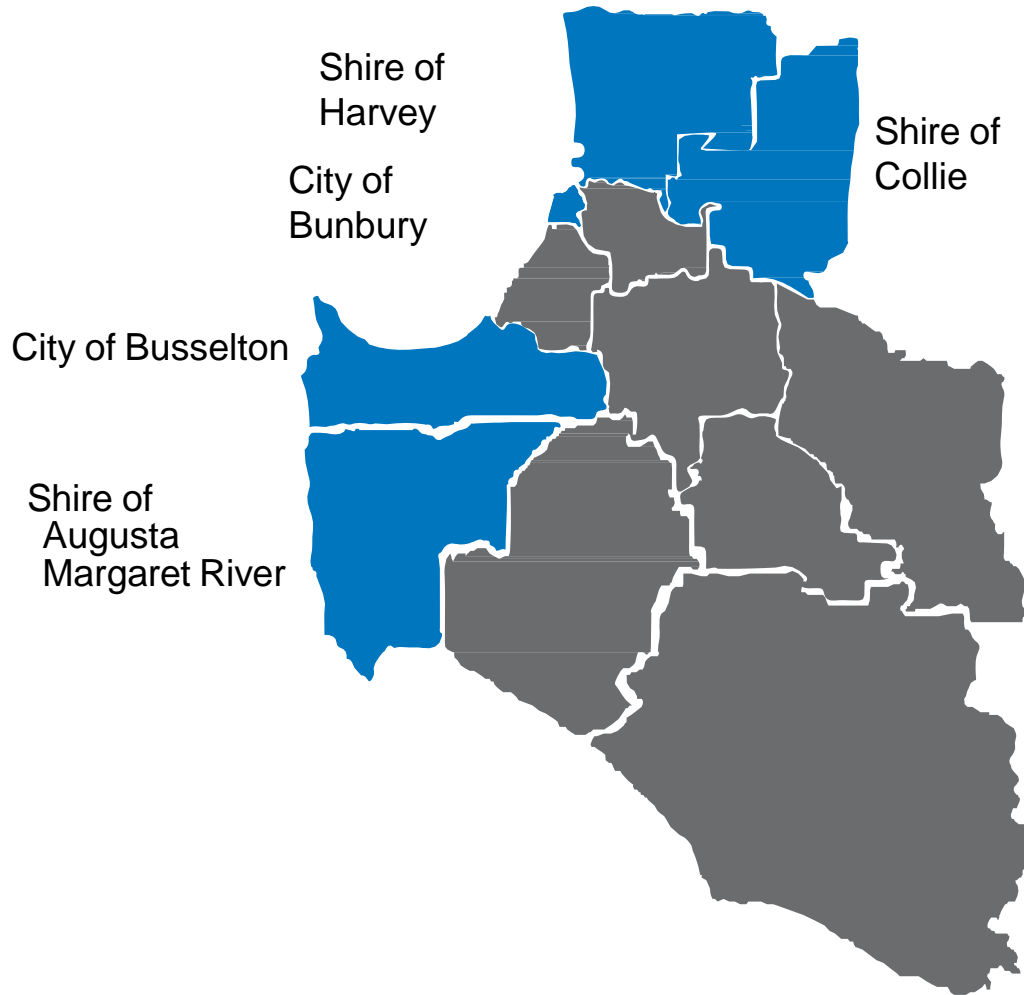 Shire of
Harvey
Shire of
Collie
City of
Bunbury
City of Busselton
Shire of
Augusta
Margaret River